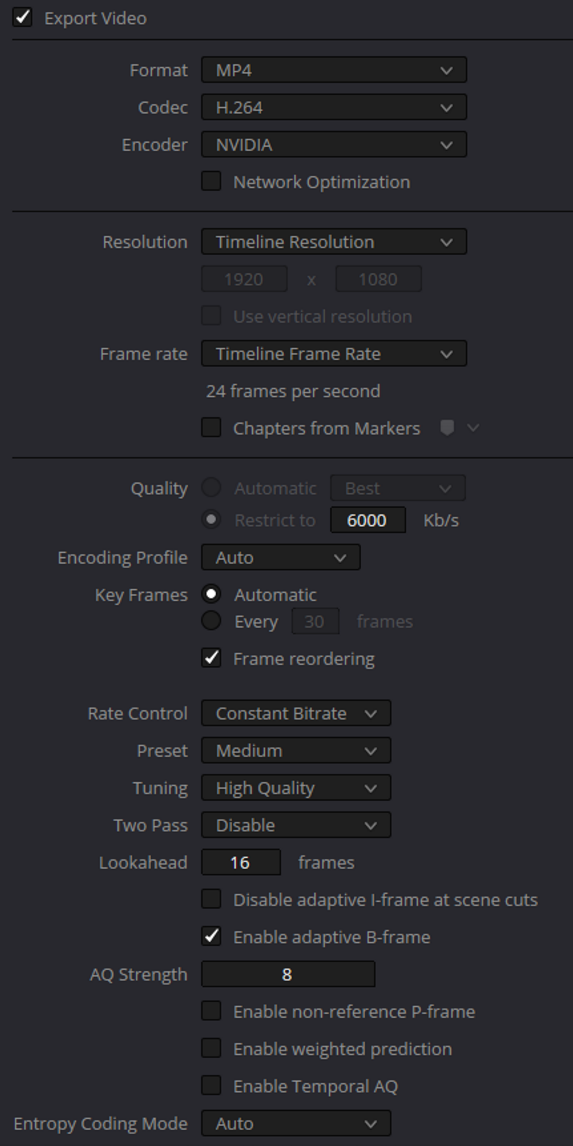 Export Video
Format MP4
Codec H.264
Encoder NVIDIA
Network Optimization
Resolution Timeline Resolution
1920 x 1080
Use vertical resolution
Frame rate Timeline Frame Rate
24 frames per second
Chapters from Markers
Quality Automatic Best
Restrict to 6000 Kb/s
Encoding Profile Auto
Key Frames Automatic
Every 30 frames
Frame reordering
Rate Control Constant Bitrate
Preset Medium
Tuning High Quality
Two Pass Disable
Lookahead 16 frames
Disable adaptive I-frame at scene cuts
Enable adaptive B-frame
AQ Strength 8
Enable non-reference P-frame
Enable weighted prediction
Enable Temporal AQ
Entropy Coding Mode Auto